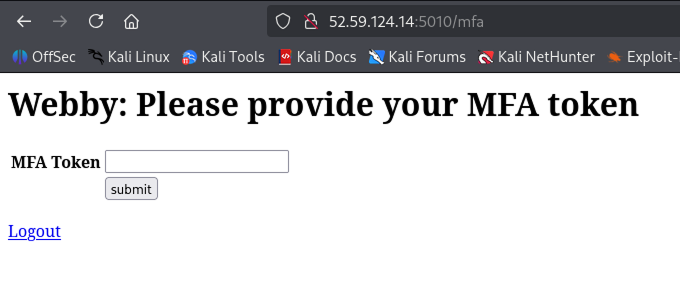 52.59.124.14:5010/mfa
OffSec Kali Linux Kali Tools Kali Docs Kali Forums Kali NetHunter Exploit-
Webby: Please provide your MFA token
MFA Token
submit
Logout